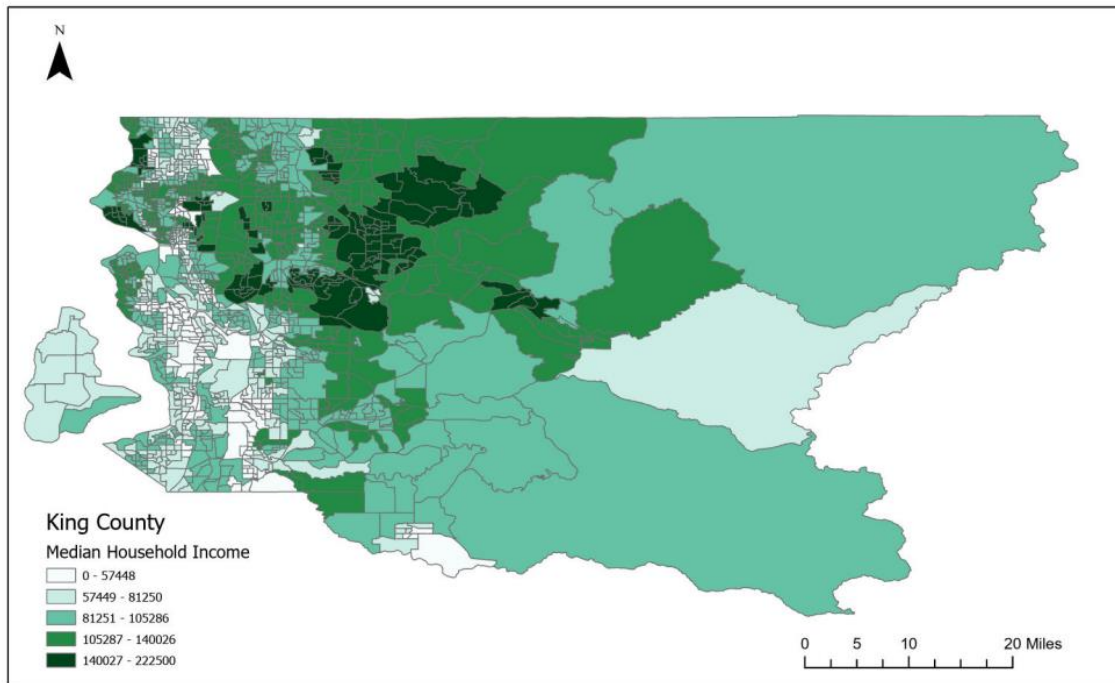 N
King County
Median Household Income
0 - 57448
57449 - 81250
81251 - 105286
105287 - 140026
140027 - 222500
0 5 10 20 Miles